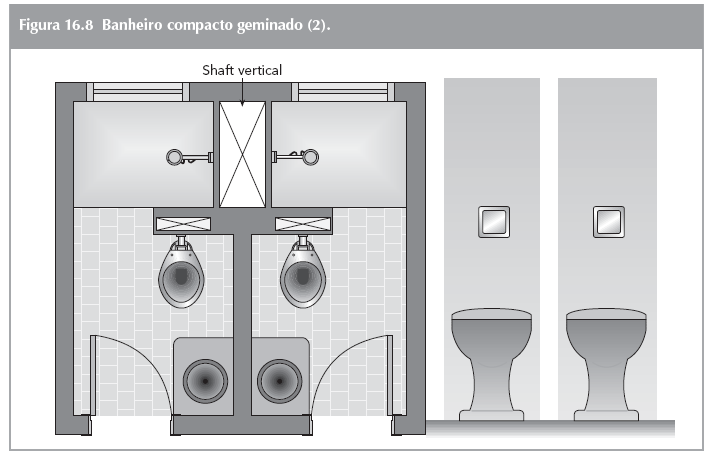 Figura 16.8 Banheiro compacto geminado (2).
Shaft vertical